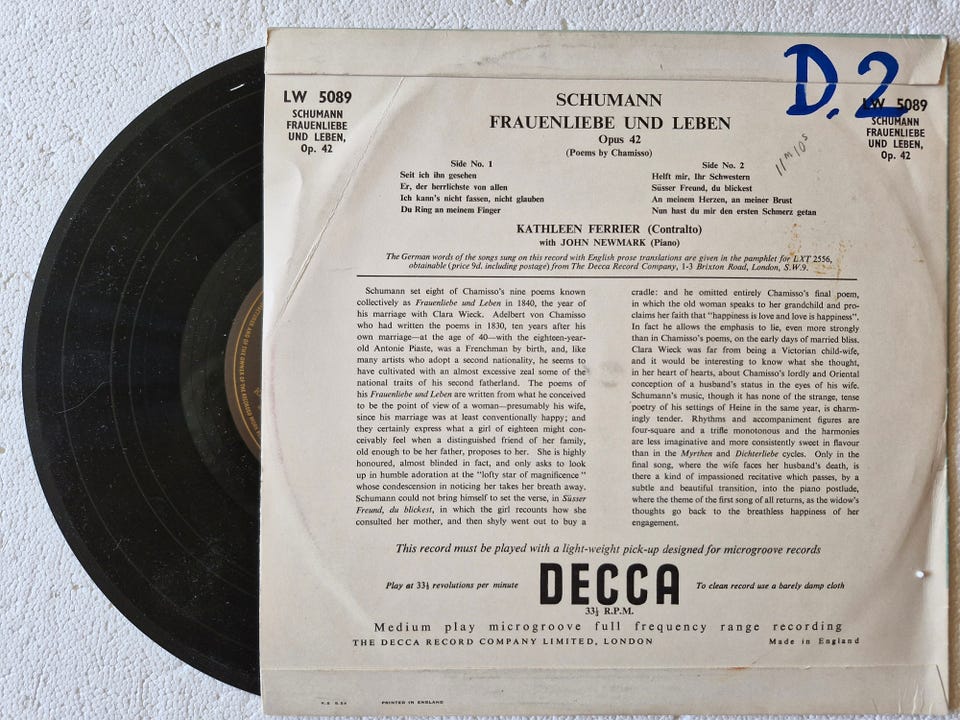 D.2
LW 5089
SCHUMANN
FRAUENLIEBE
UND LEBEN,
Op. 42
SCHUMANN
FRAUENLIEBE UND LEBEN
Opus 42
(Poems by Chamisso)
LW 5089
SCHUMANN
FRAUENLIEBE
UND LEBEN,
Op. 42
11m10s
Side No. 1
Seit ich ihn gesehen
Er, der herrlichste von allen
Ich kann's nicht fassen, nicht glauben
Du Ring an meinem Finger
Side No. 2
Helft mir, Ihr Schwestern
Süsser Freund, du blickest
An meinem Herzen, an meiner Brust
Nun hast du mir den ersten Schmerz getan
KATHLEEN FERRIER (Contralto)
with JOHN NEWMARK (Piano)
The German words of the songs sung on this record with English prose translations are given in the pamphlet for LXT 2556,
obtainable (price 9d. including postage) from The Decca Record Company, 1-3 Brixton Road, London, S.W.9.
Schumann set eight of Chamisso's nine poems known
collectively as Frauenliebe und Leben in 1840, the year of
his marriage with Clara Wieck. Adelbert von Chamisso
who had written the poems in 1830, ten years after his
own marriage—at the age of 40—with the eighteen-year-
old Antonie Piaste, was a Frenchman by birth, and, like
many artists who adopt a second nationality, he seems to
have cultivated with an almost excessive zeal some of the
national traits of his second fatherland. The poems of
his Frauenliebe und Leben are written from what he conceived
to be the point of view of a woman—presumably his wife,
since his marriage was at least conventionally happy; and
they certainly express what a girl of eighteen might con-
ceivably feel when a distinguished friend of her family,
old enough to be her father, proposes to her. She is highly
honoured, almost blinded in fact, and only asks to look
up in humble adoration at the "lofty star of magnificence"
whose condescension in noticing her takes her breath away.
Schumann could not bring himself to set the verse, in Süsser
Freund, du blickest, in which the girl recounts how she
consulted her mother, and then shyly went out to buy a
cradle: and he omitted entirely Chamisso's final poem,
in which the old woman speaks to her grandchild and pro-
claims her faith that "happiness is love and love is happiness".
In fact he allows the emphasis to lie, even more strongly
than in Chamisso's poems, on the early days of married bliss.
Clara Wieck was far from being a Victorian child-wife,
and it would be interesting to know what she thought,
in her heart of hearts, about Chamisso's lordly and Oriental
conception of a husband's status in the eyes of his wife.
Schumann's music, though it has none of the strange, tense
poetry of his settings of Heine in the same year, is charm-
ingly tender. Rhythms and accompaniment figures are
four-square and a trifle monotonous and the harmonies
are less imaginative and more consistently sweet in flavour
than in the Myrthen and Dichterliebe cycles. Only in the
final song, where the wife faces her husband's death, is
there a kind of impassioned recitative which passes, by a
subtle and beautiful transition, into the piano postlude,
where the theme of the first song of all returns, as the widow's
thoughts go back to the breathless happiness of her
engagement.
This record must be played with a light-weight pick-up designed for microgroove records
Play at 33⅓ revolutions per minute
DECCA
To clean record use a barely damp cloth
33⅓ R.P.M.
Medium play microgroove full frequency range recording
THE DECCA RECORD COMPANY LIMITED, LONDON
Made in England
PRINTED IN ENGLAND